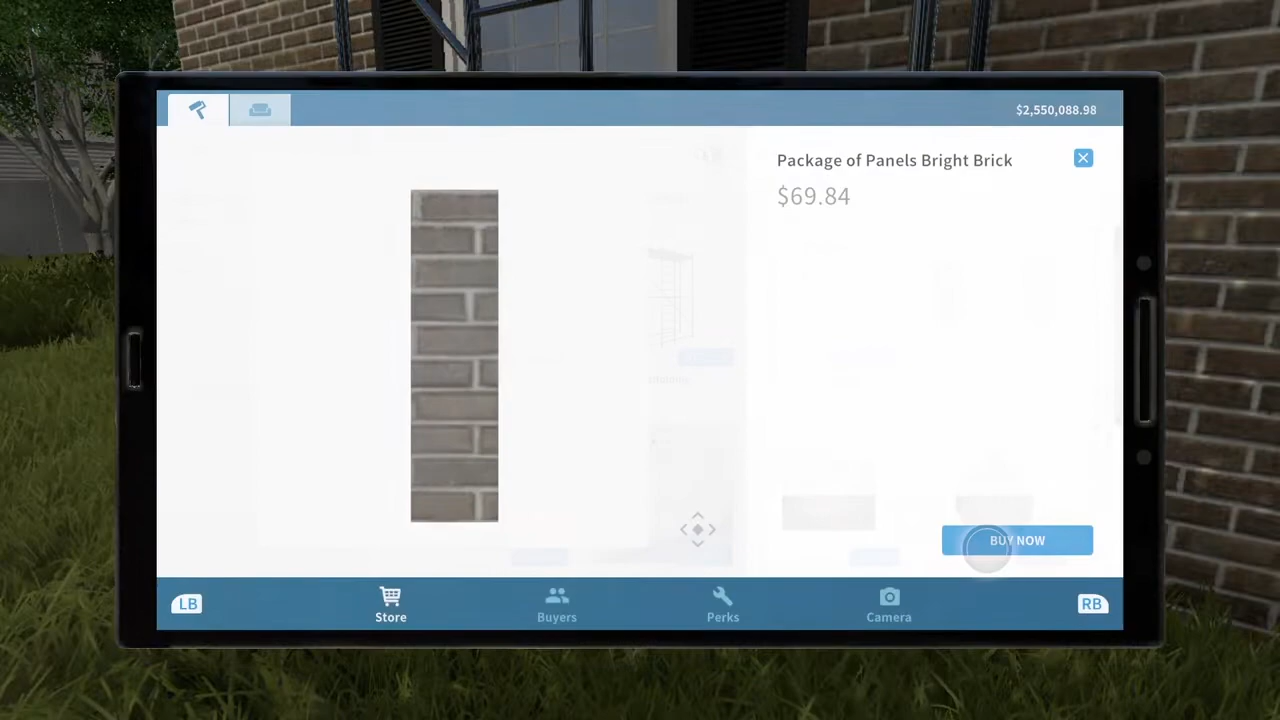 $2,550,088.98
Package of Panels Bright Brick
$69.84
BUY NOW
LB
Store
Buyers
Perks
Camera
RB